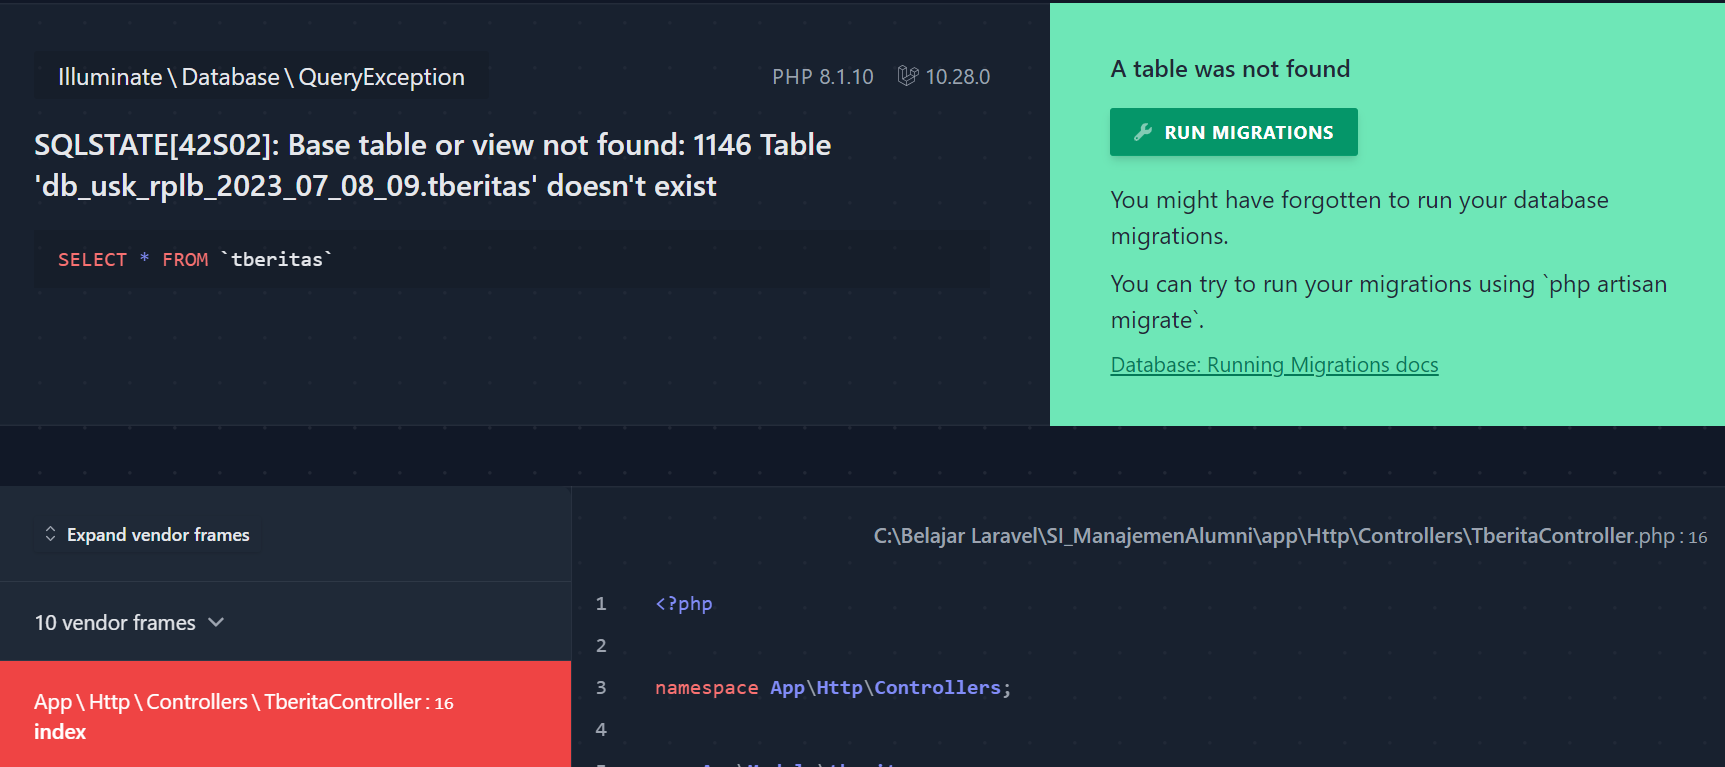 Illuminate\Database\QueryException
PHP 8.1.10 10.28.0
SQLSTATE[42S02]: Base table or view not found: 1146 Table
'db_usk_rplb_2023_07_08_09.tberitas' doesn't exist
SELECT * FROM `tberitas`
A table was not found
RUN MIGRATIONS
You might have forgotten to run your database
migrations.
You can try to run your migrations using `php artisan
migrate`.
Database: Running Migrations docs
Expand vendor frames
10 vendor frames
App\Http\Controllers\TberitaController:16
index
C:\Belajar Laravel\SI_ManajemenAlumni\app\Http\Controllers\TberitaController.php:16
1 <?php
2
3 namespace App\Http\Controllers;
4